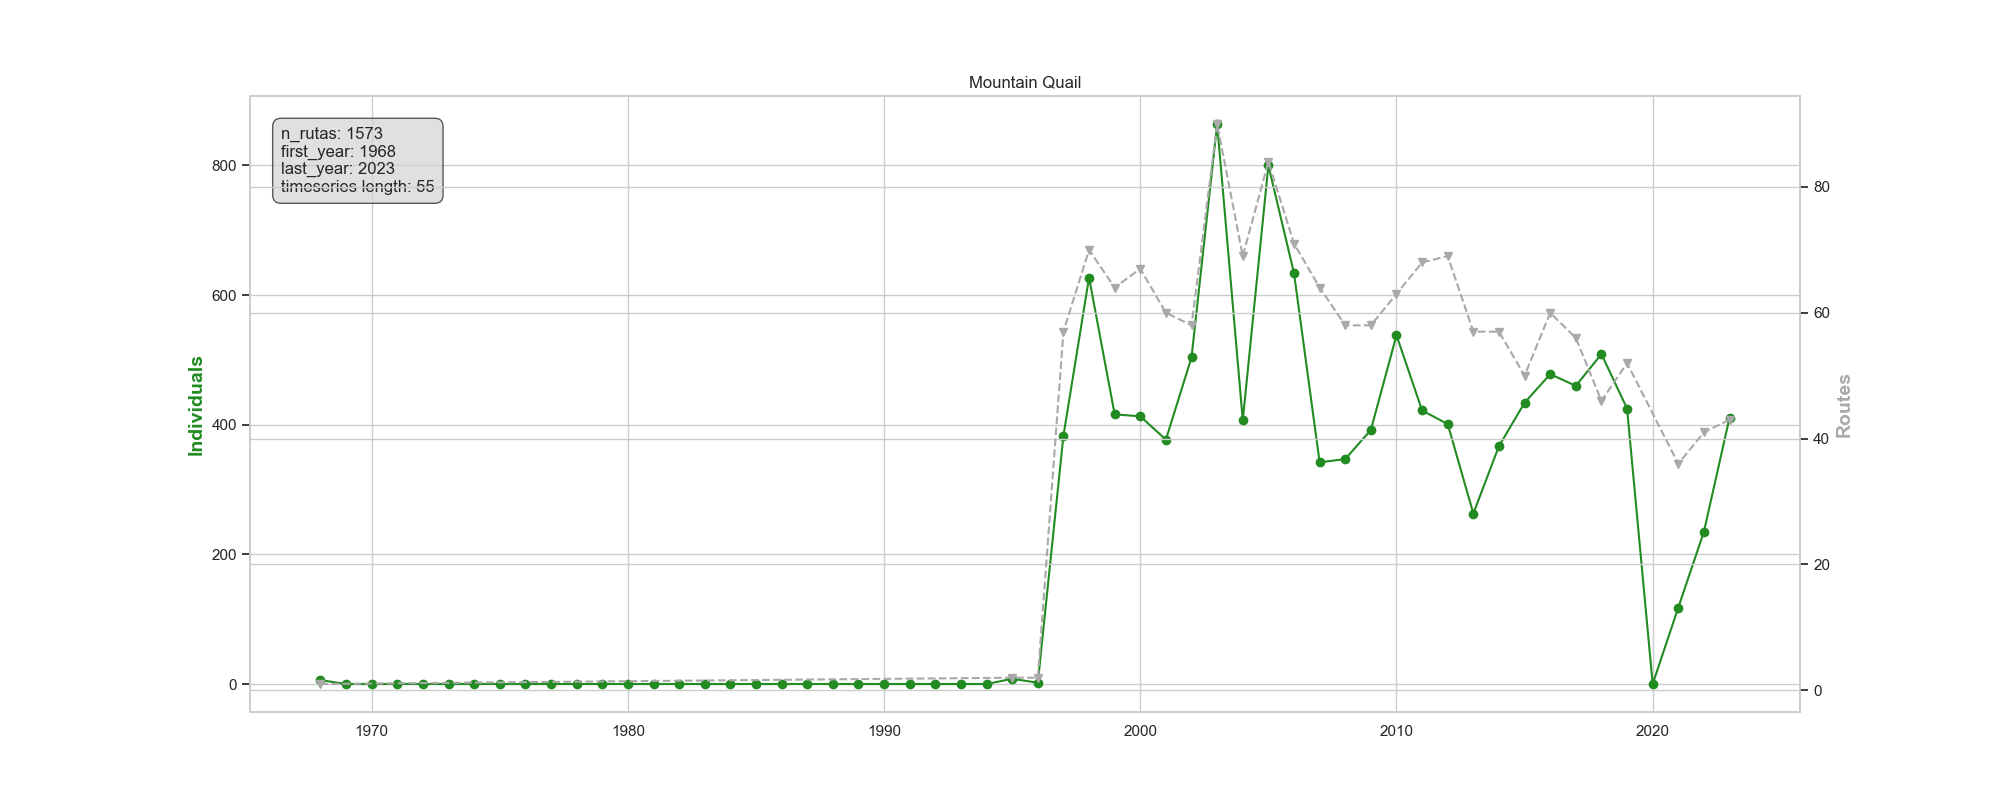 Mountain Quail
n_rutas: 1573
first_year: 1968
last_year: 2023
timeseries length: 55
800
600
400
200
0
Individuals
80
60
40
20
0
Routes
1970
1980
1990
2000
2010
2020